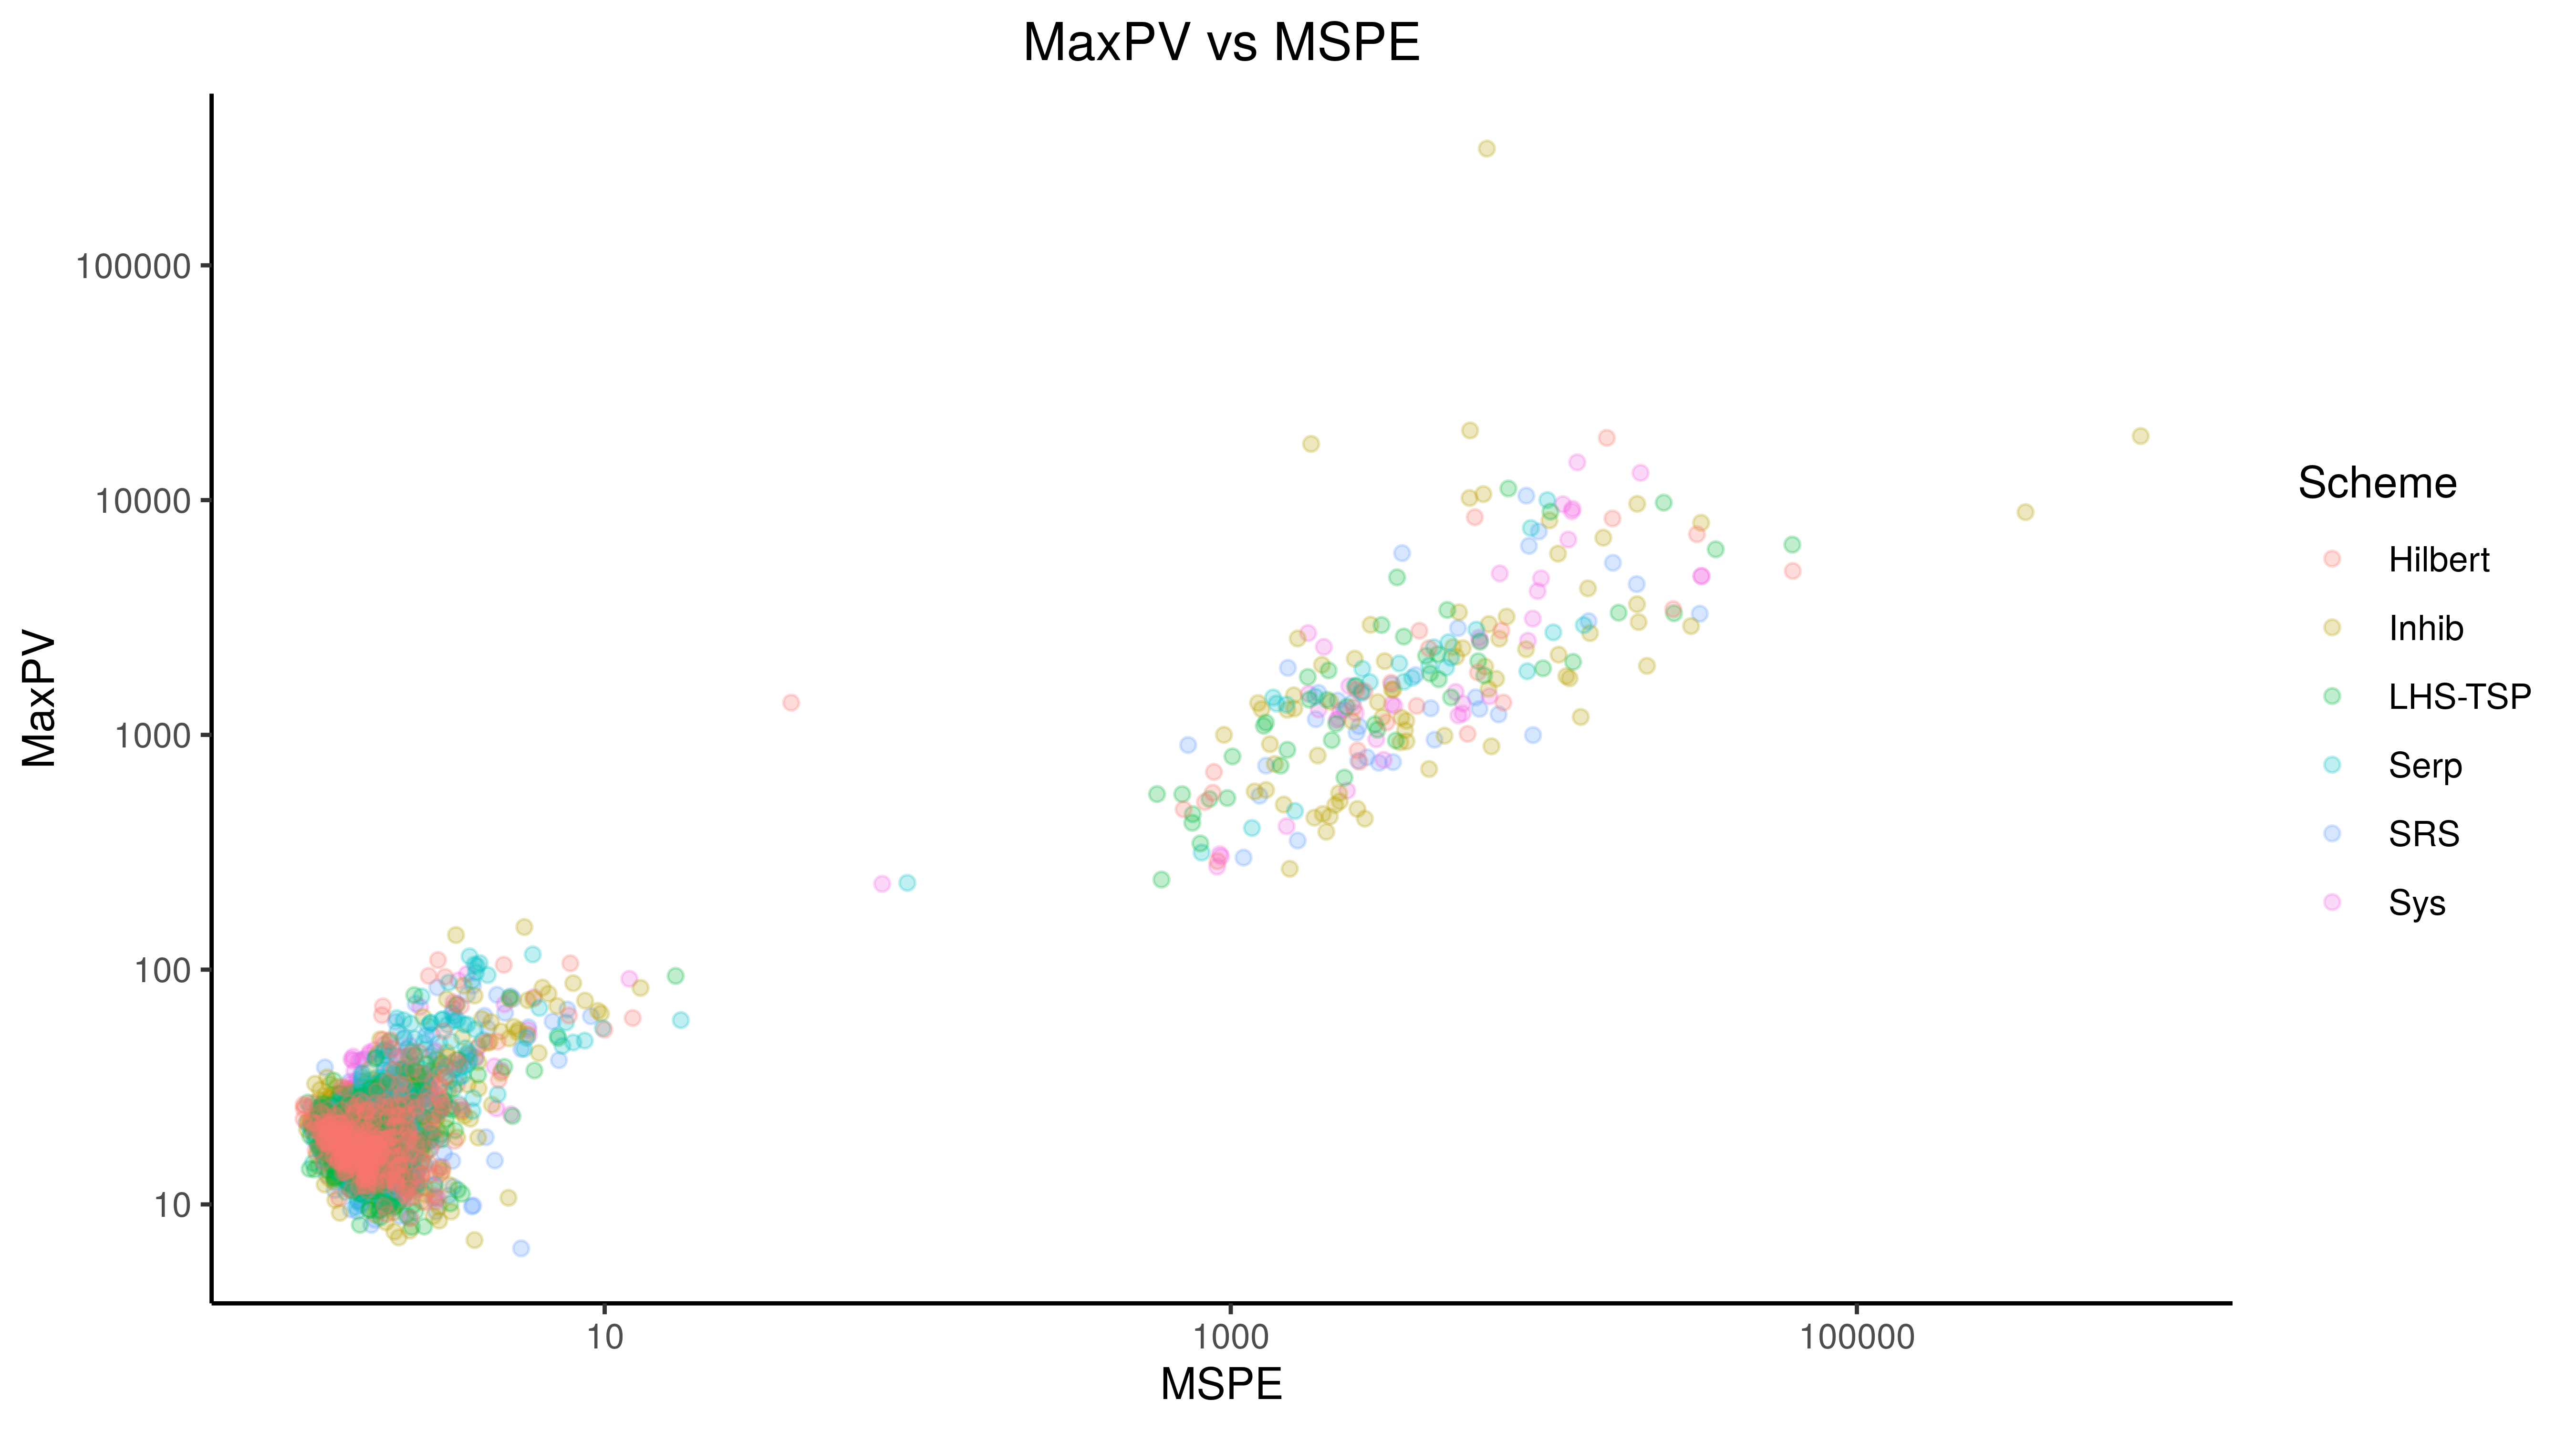 MaxPV vs MSPE
MaxPV
100000
10000
1000
100
10
10
1000
100000
MSPE
Scheme
Hilbert
Inhib
LHS-TSP
Serp
SRS
Sys